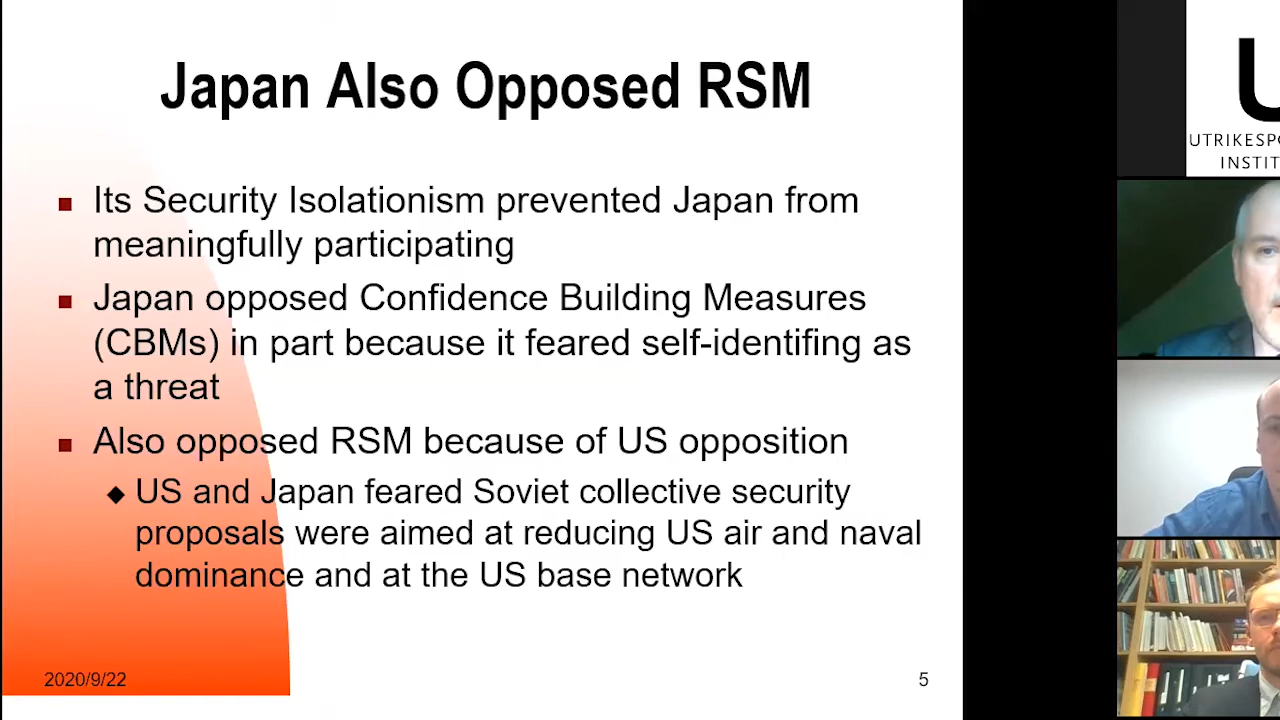 Japan Also Opposed RSM
Its Security Isolationism prevented Japan from
meaningfully participating
Japan opposed Confidence Building Measures
(CBMs) in part because it feared self-identifing as
a threat
Also opposed RSM because of US opposition
US and Japan feared Soviet collective security
proposals were aimed at reducing US air and naval
dominance and at the US base network
2020/9/22
5
U
UTRIKESPO
INSTIT